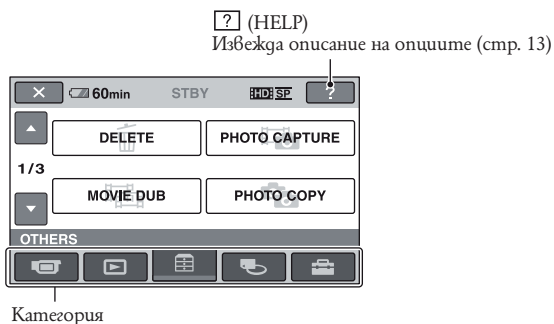 ? (HELP)
Извежда описание на опциите (стр. 13)
× 60min STBY HD SP ?
DELETE PHOTO CAPTURE
1/3
MOVIE DUB PHOTO COPY
OTHERS
Категория